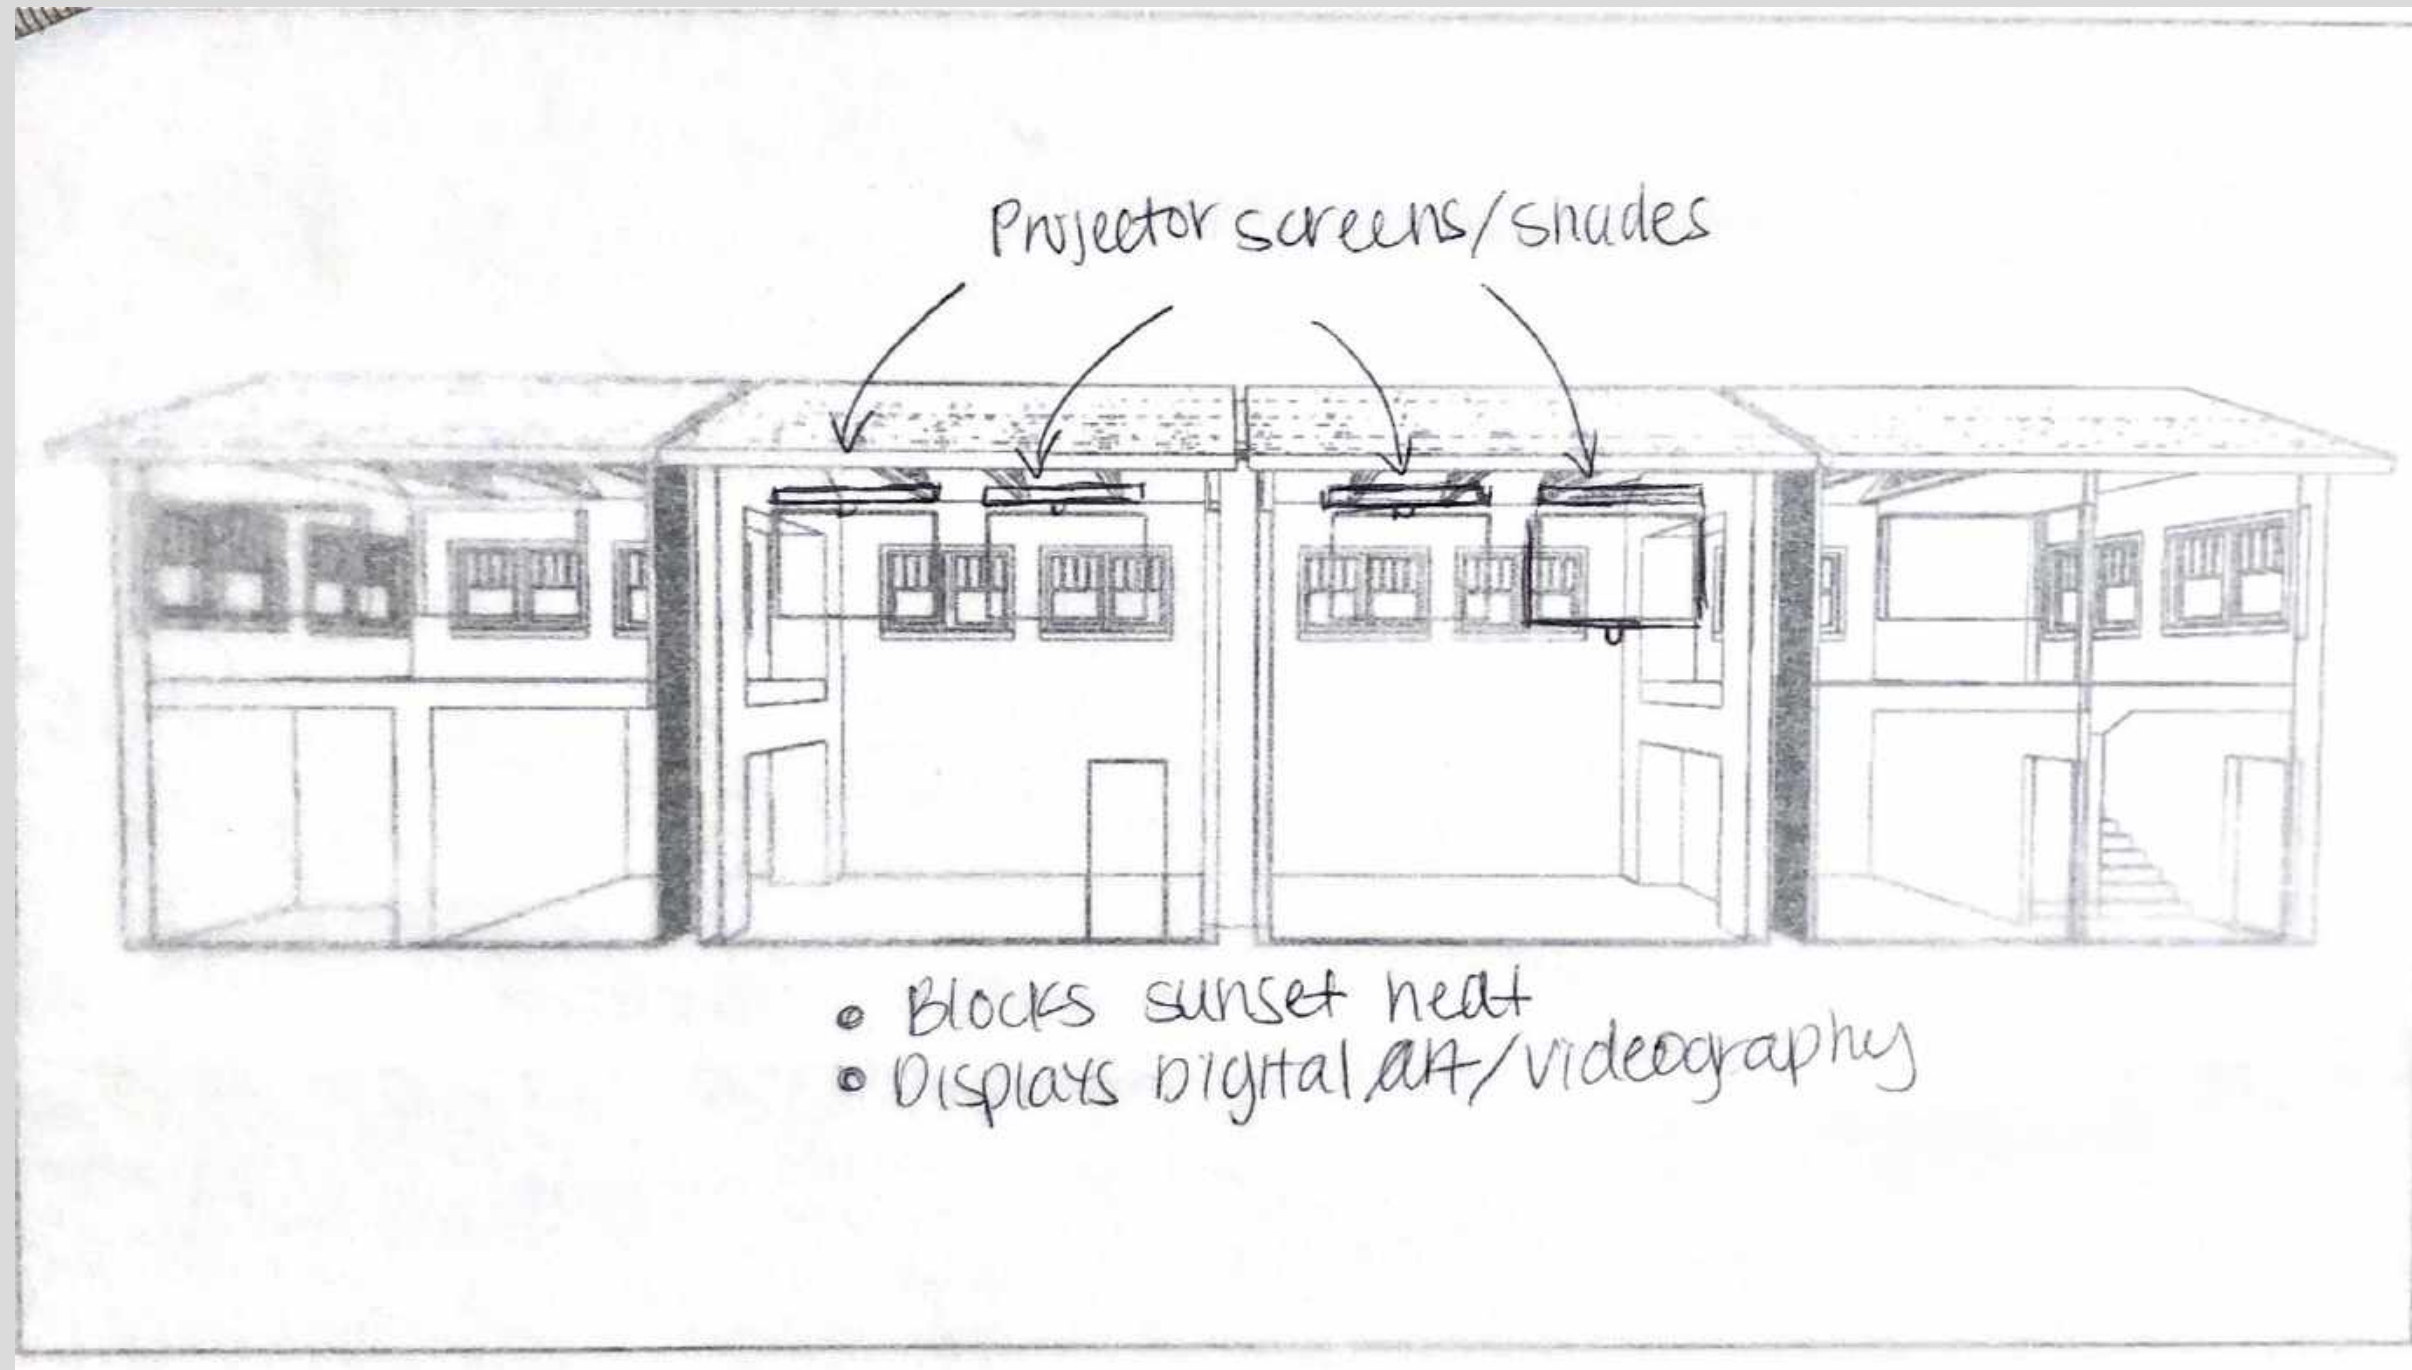 Projector screens/shades
• Blocks sunset heat
• Displays Digital Art/videography